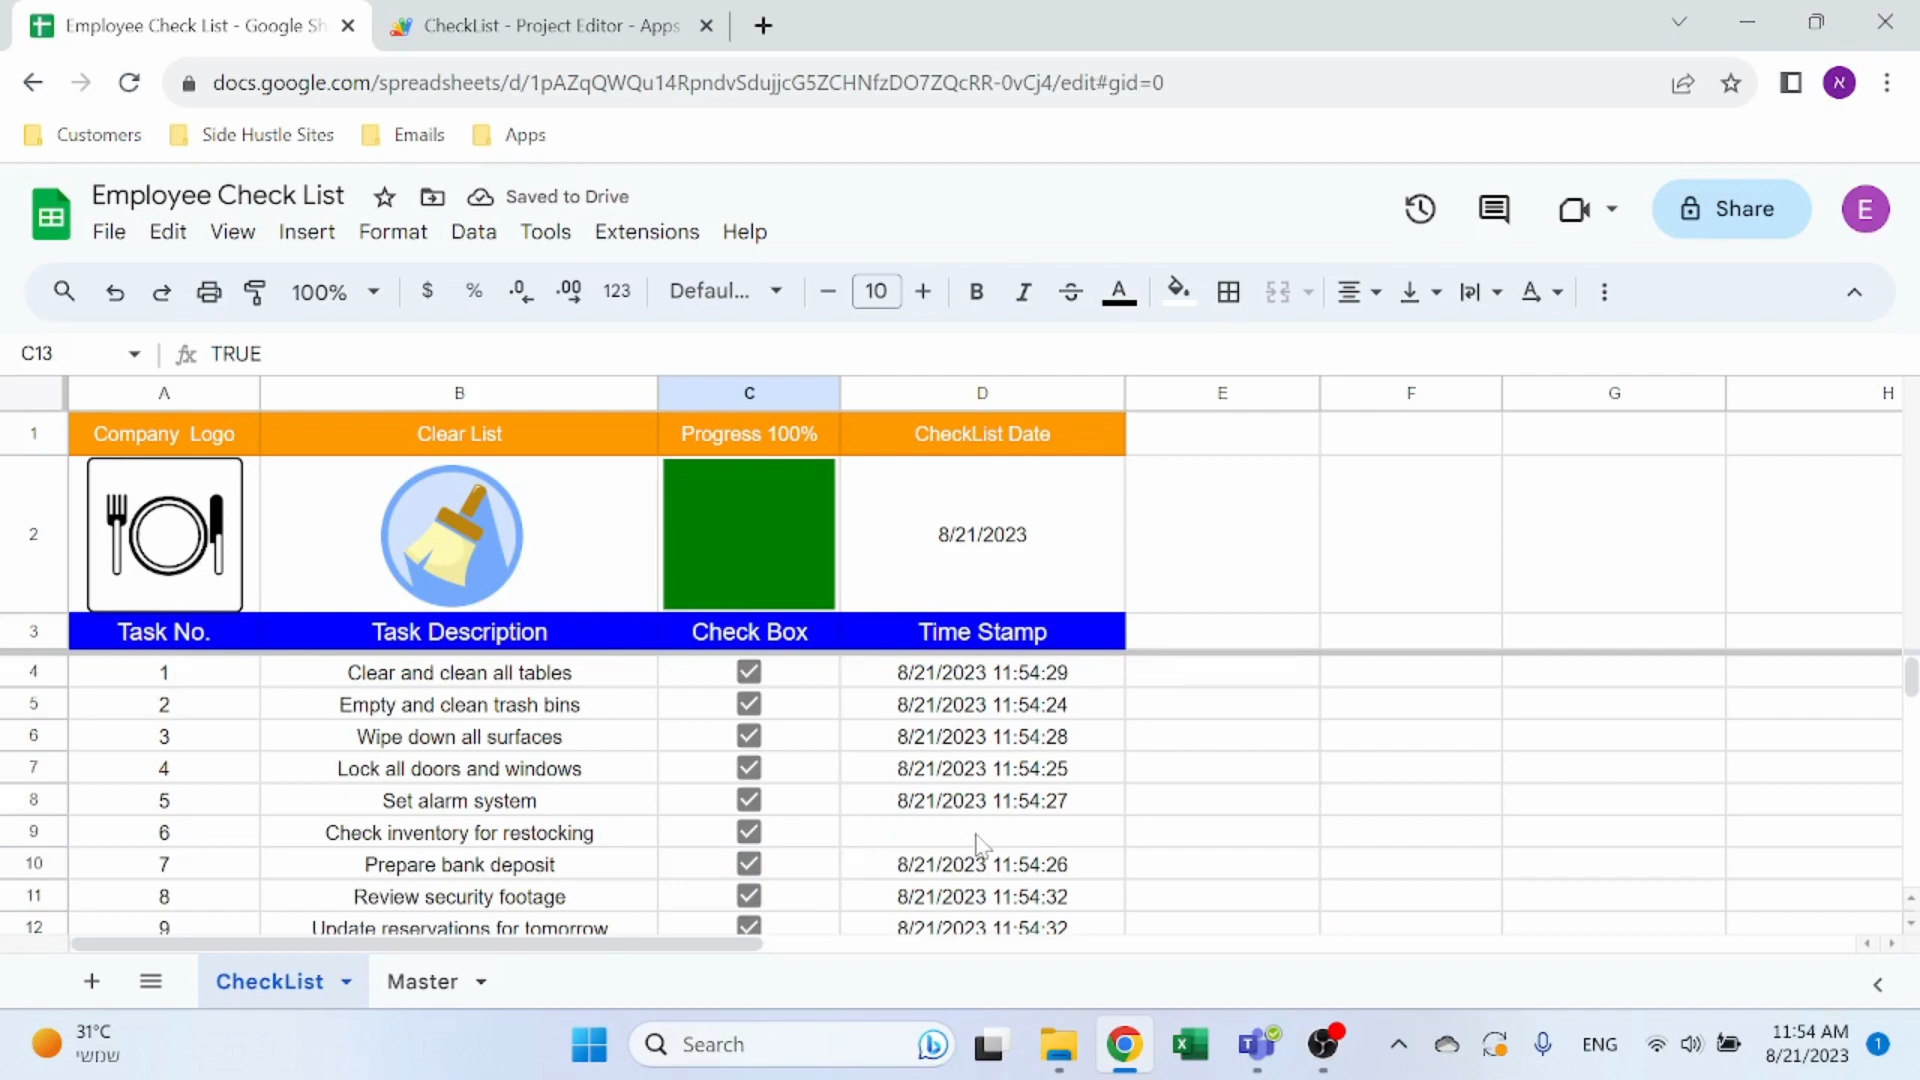 Employee Check List - Google Sh
CheckList - Project Editor - Apps
docs.google.com/spreadsheets/d/1pAZqQWQu14RpndvSdujjcG5ZCHNfzDO7ZQcRR-0vCj4/edit#gid=0
א
Customers Side Hustle Sites Emails Apps
Employee Check List Saved to Drive
File Edit View Insert Format Data Tools Extensions Help
Share
E
100% $ % .0 .00 123 Defaul... 10 B I A
C13 TRUE
A B C D E F G H
1 Company Logo Clear List Progress 100% CheckList Date
2 8/21/2023
3 Task No. Task Description Check Box Time Stamp
4 1 Clear and clean all tables 8/21/2023 11:54:29
5 2 Empty and clean trash bins 8/21/2023 11:54:24
6 3 Wipe down all surfaces 8/21/2023 11:54:28
7 4 Lock all doors and windows 8/21/2023 11:54:25
8 5 Set alarm system 8/21/2023 11:54:27
9 6 Check inventory for restocking
10 7 Prepare bank deposit 8/21/2023 11:54:26
11 8 Review security footage 8/21/2023 11:54:32
12 9 Update reservations for tomorrow 8/21/2023 11:54:32
CheckList Master
31°C
שמשי
Search
ENG
11:54 AM
8/21/2023
1